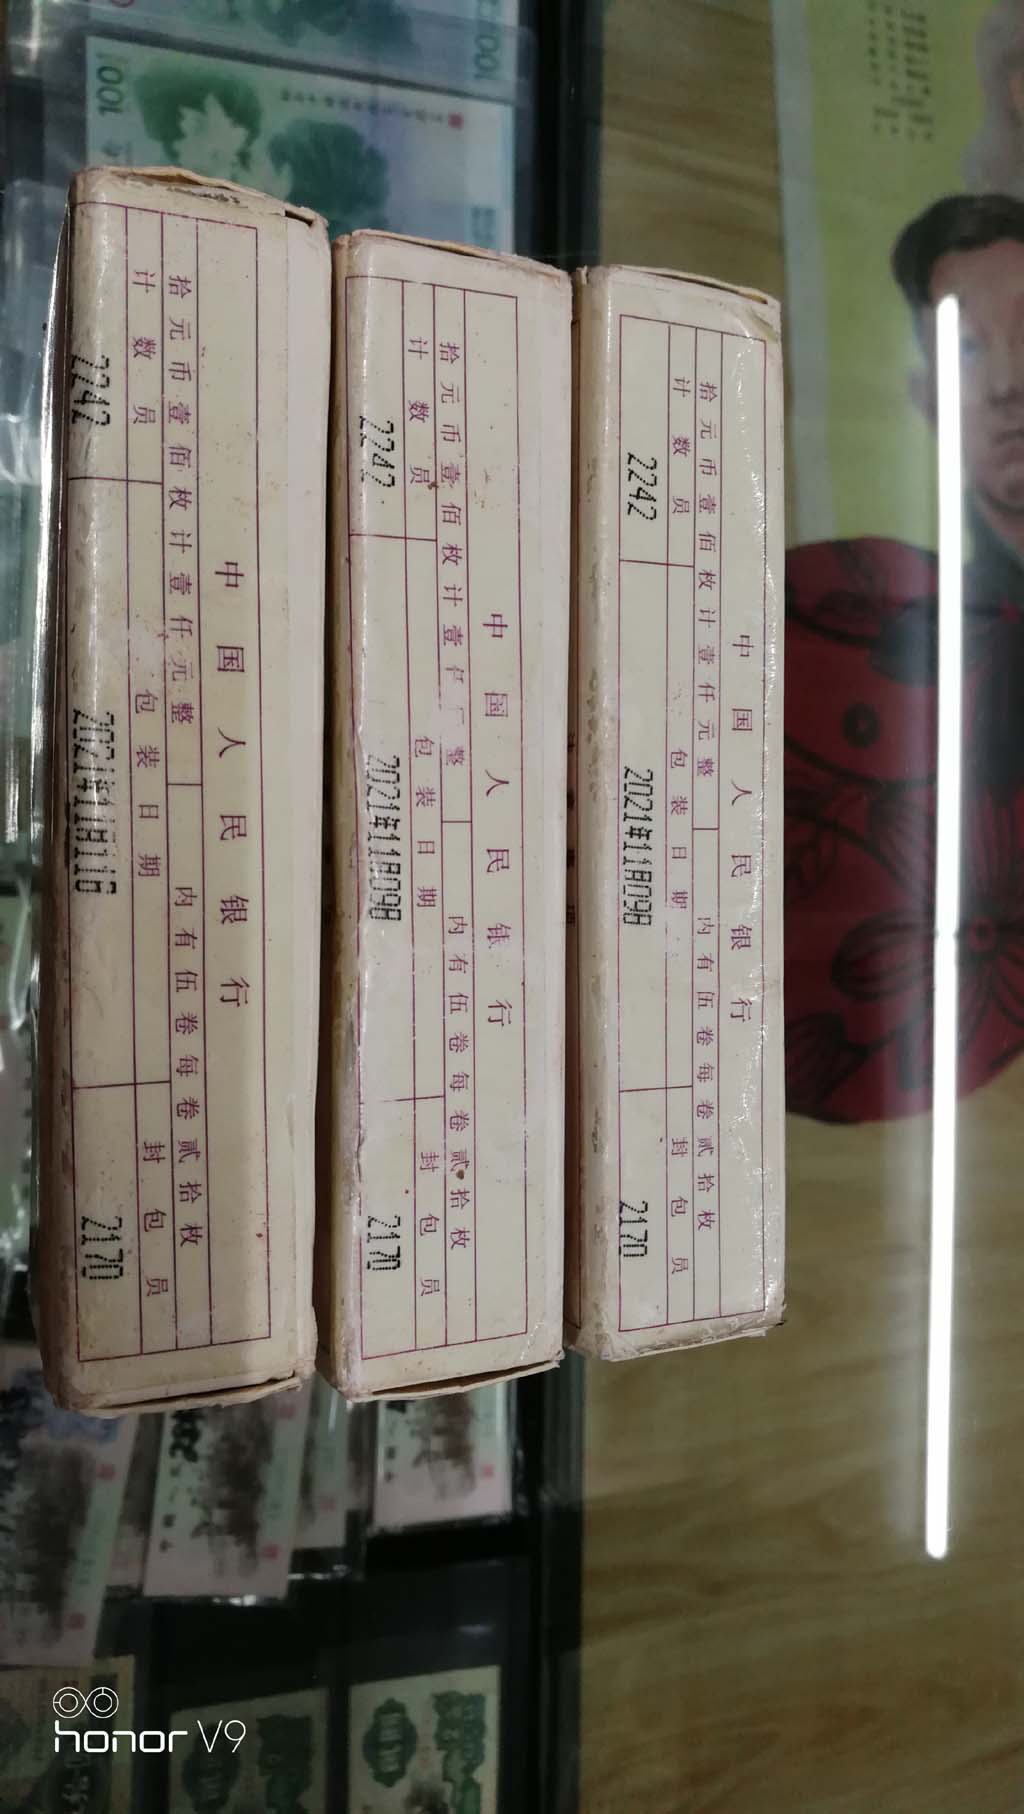 中国人民银行
拾元币壹佰枚计壹仟元整 内有伍卷每卷贰拾枚
计数员 包装日期 封包员
2242 2021年11月11日 2170
中国人民银行
拾元币壹佰枚计壹仟 整 内有伍卷每卷贰拾枚
计数员 包装日期 封包员
2242 2021年11月09日 2170
中国人民银行
拾元币壹佰枚计壹仟元整 内有伍卷每卷贰拾枚
计数员 包装日期 封包员
2242 2021年11月09日 2170
100
100
honor V9